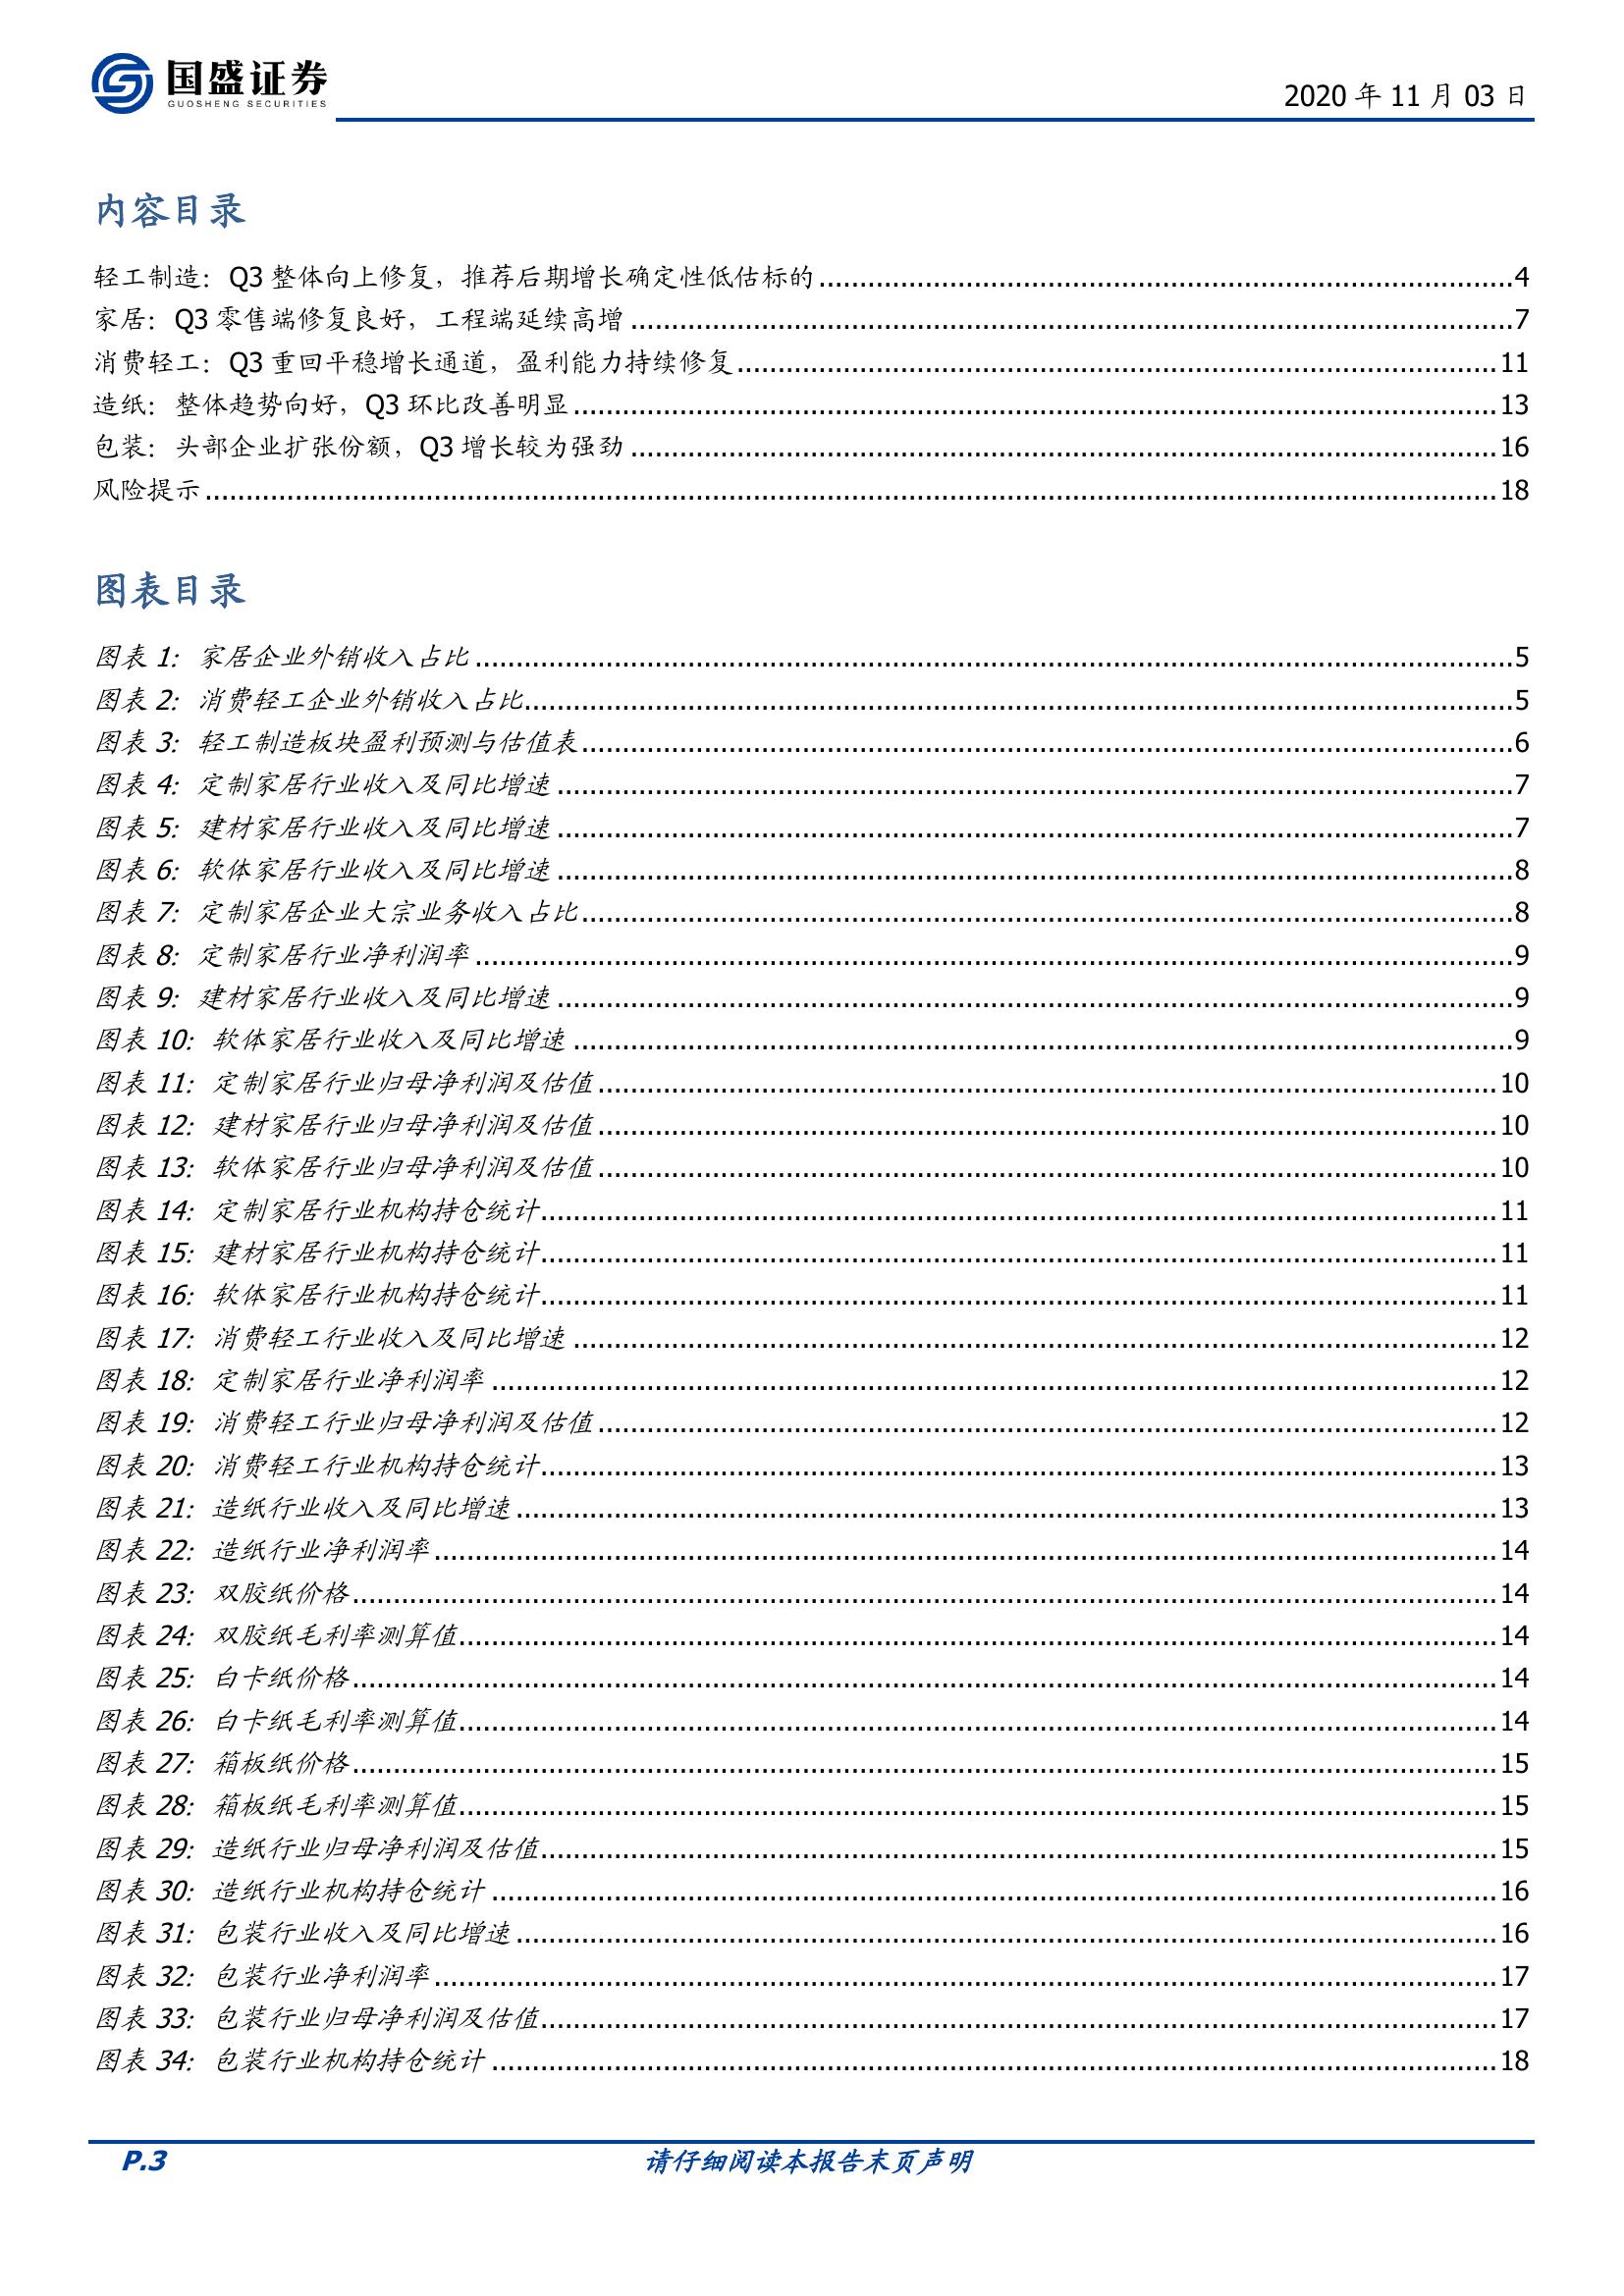 国盛证券
GUOSHENG SECURITIES
2020 年 11 月 03 日
内容目录
轻工制造：Q3 整体向上修复，推荐后期增长确定性低估标的 4
家居：Q3 零售端修复良好，工程端延续高增 7
消费轻工：Q3 重回平稳增长通道，盈利能力持续修复 11
造纸：整体趋势向好，Q3 环比改善明显 13
包装：头部企业扩张份额，Q3 增长较为强劲 16
风险提示 18
图表目录
图表 1：家居企业外销收入占比 5
图表 2：消费轻工企业外销收入占比 5
图表 3：轻工制造板块盈利预测与估值表 6
图表 4：定制家居行业收入及同比增速 7
图表 5：建材家居行业收入及同比增速 7
图表 6：软体家居行业收入及同比增速 8
图表 7：定制家居企业大宗业务收入占比 8
图表 8：定制家居行业净利润率 9
图表 9：建材家居行业收入及同比增速 9
图表 10：软体家居行业收入及同比增速 9
图表 11：定制家居行业归母净利润及估值 10
图表 12：建材家居行业归母净利润及估值 10
图表 13：软体家居行业归母净利润及估值 10
图表 14：定制家居行业机构持仓统计 11
图表 15：建材家居行业机构持仓统计 11
图表 16：软体家居行业机构持仓统计 11
图表 17：消费轻工行业收入及同比增速 12
图表 18：定制家居行业净利润率 12
图表 19：消费轻工行业归母净利润及估值 12
图表 20：消费轻工行业机构持仓统计 13
图表 21：造纸行业收入及同比增速 13
图表 22：造纸行业净利润率 14
图表 23：双胶纸价格 14
图表 24：双胶纸毛利率测算值 14
图表 25：白卡纸价格 14
图表 26：白卡纸毛利率测算值 14
图表 27：箱板纸价格 15
图表 28：箱板纸毛利率测算值 15
图表 29：造纸行业归母净利润及估值 15
图表 30：造纸行业机构持仓统计 16
图表 31：包装行业收入及同比增速 16
图表 32：包装行业净利润率 17
图表 33：包装行业归母净利润及估值 17
图表 34：包装行业机构持仓统计 18
P.3
请仔细阅读本报告末页声明